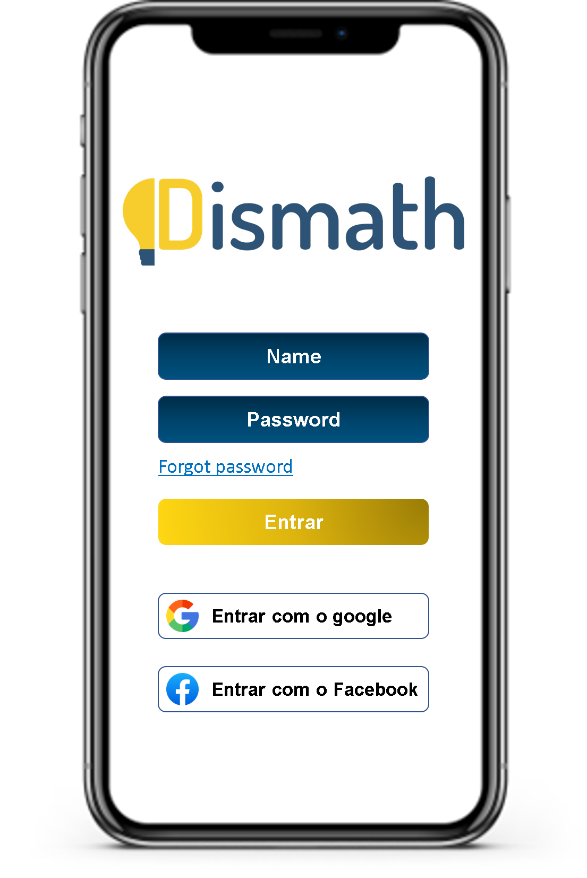 Dismath
Name
Password
Forgot password
Entrar
Entrar com o google
Entrar com o Facebook